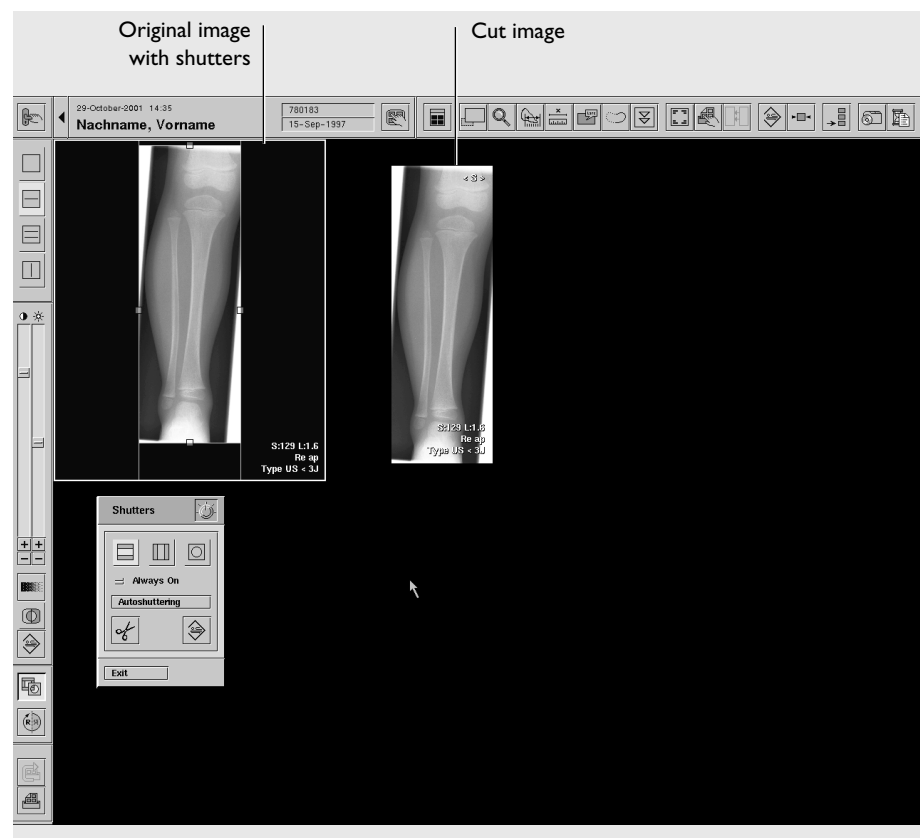 Original image
with shutters
Cut image
29-October-2001 14:35
Nachname, Vorname
780183
15-Sep-1997
< S >
S:129 L:1.6
Re ap
Type US < 3J
S:129 L:1.6
Re ap
Type US < 3J
Shutters
Always On
Autoshuttering
Exit